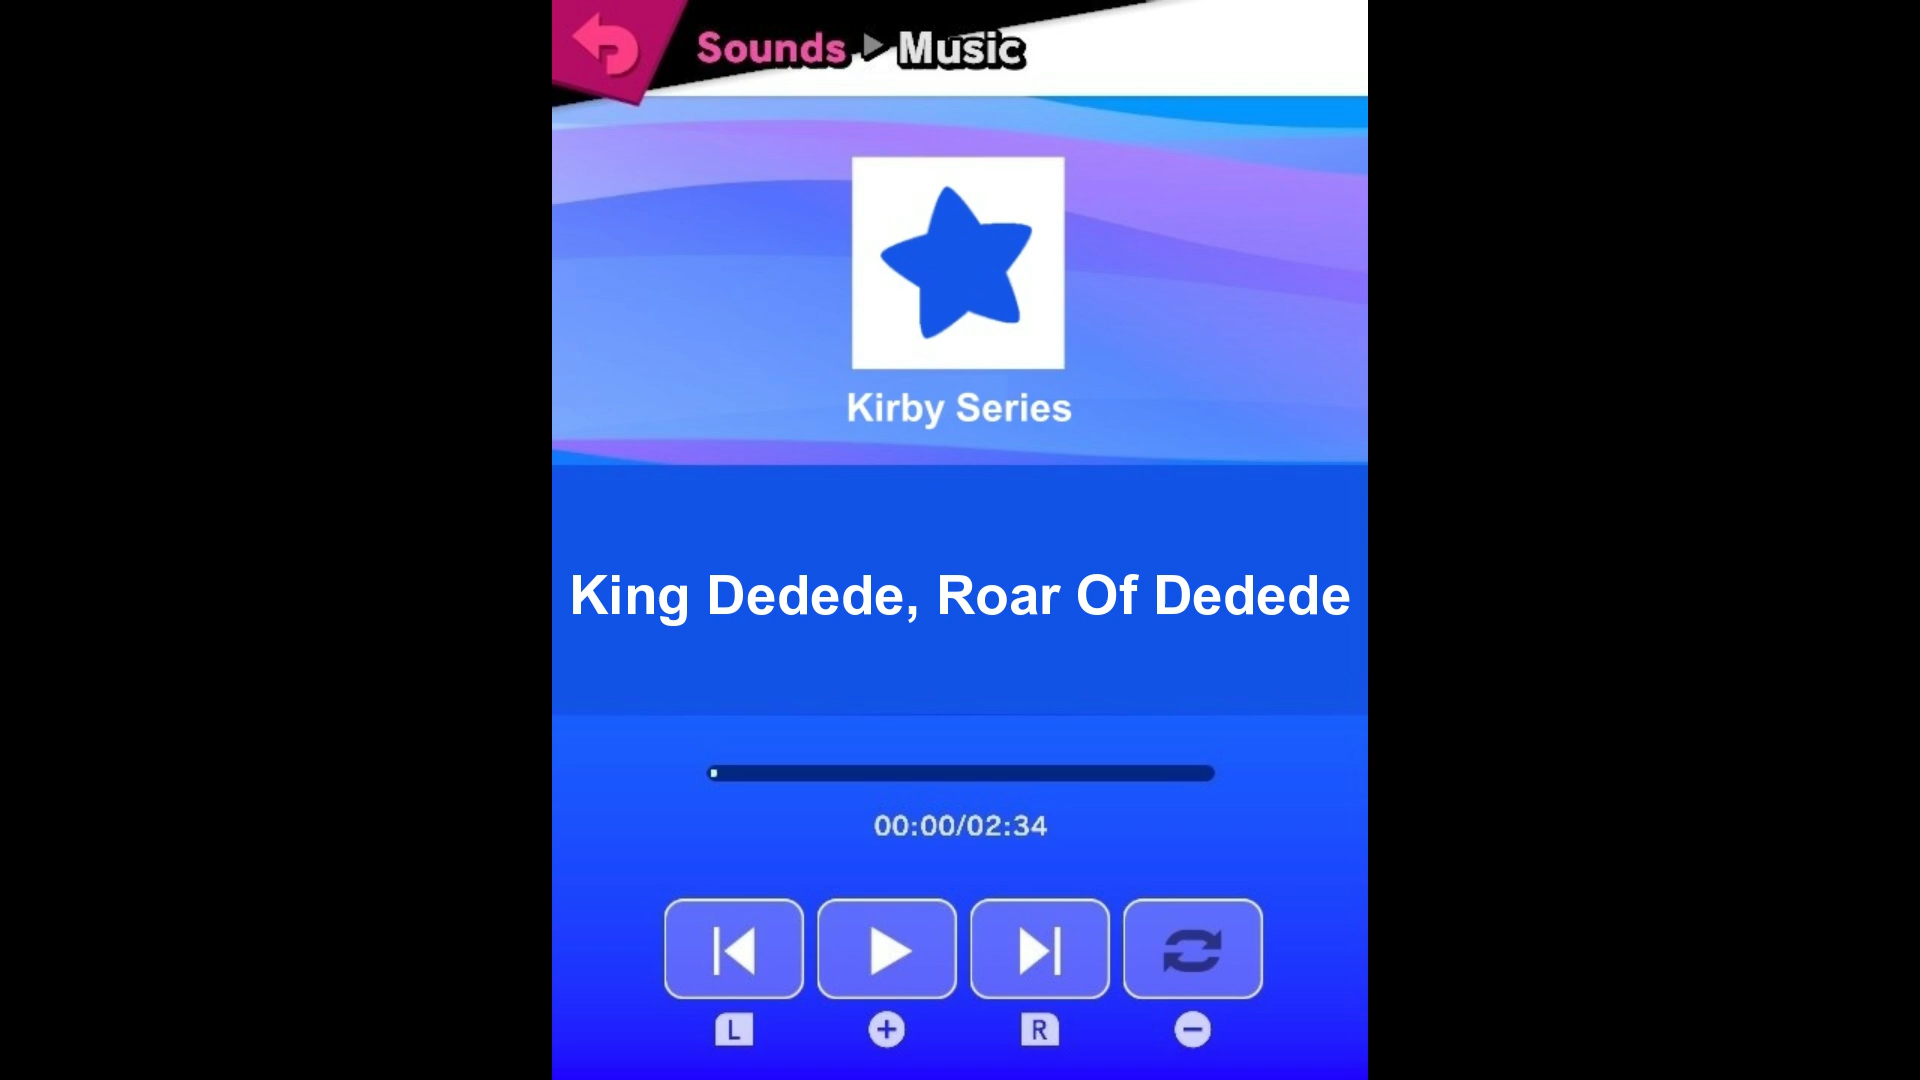 Sounds ▶ Music
Kirby Series
King Dedede, Roar Of Dedede
00:00/02:34
L + R −